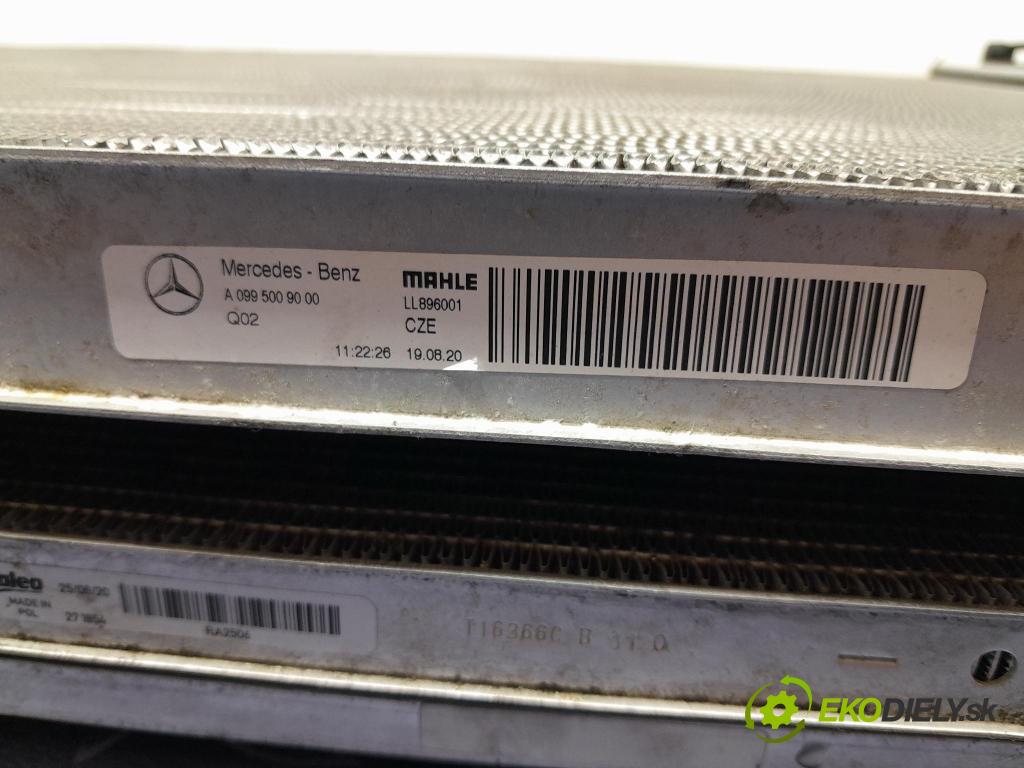 Mercedes - Benz
A 099 500 90 00
Q02
MAHLE
LL896001
CZE
11:22:26 19.08.20
25/06/20
MADE IN
POL
RA2506
EKODIELY.sk